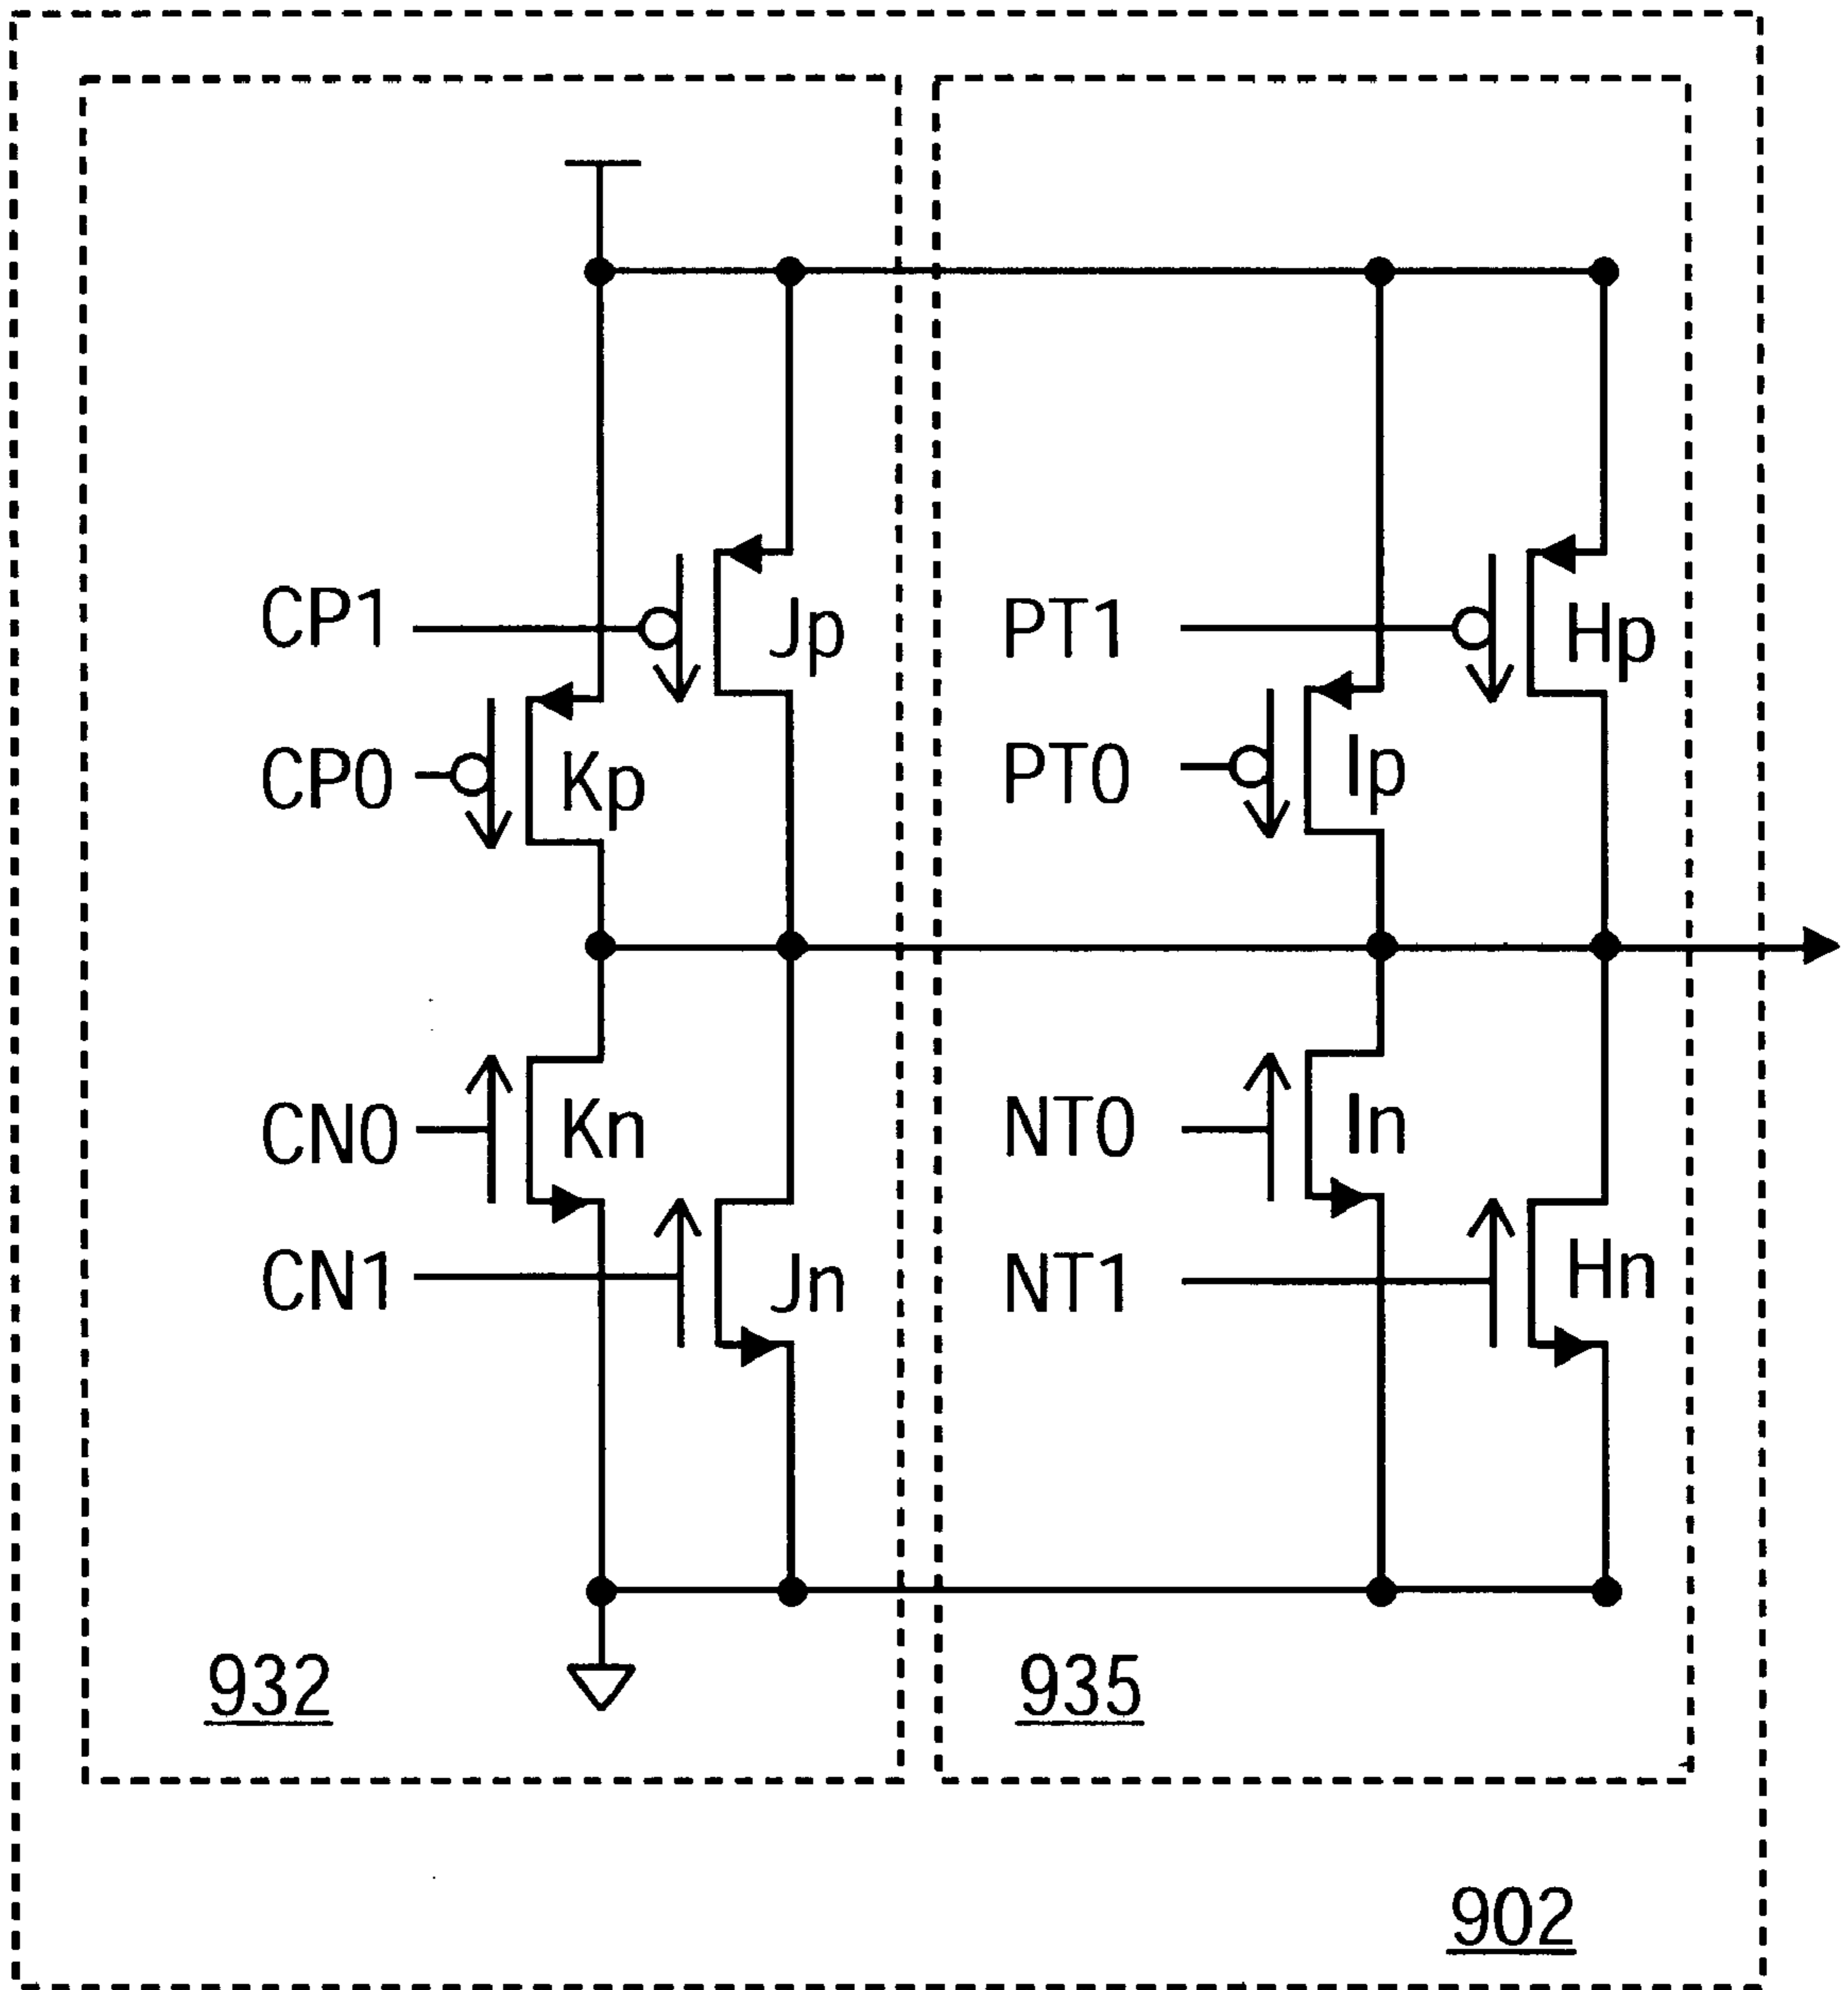 CP1
Jp
PT1
Hp
CP0
Kp
PT0
Ip
CN0
Kn
NT0
In
CN1
Jn
NT1
Hn
932
935
902